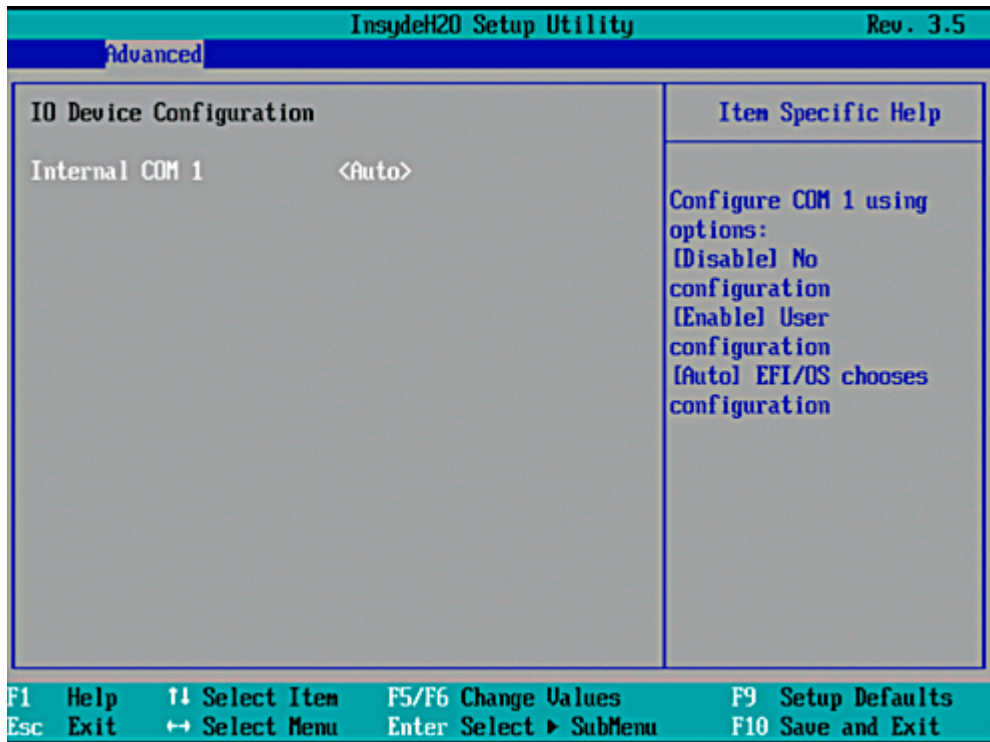 InsydeH2O Setup Utility Rev. 3.5
Advanced
IO Device Configuration
Internal COM 1 <Auto>
Item Specific Help
Configure COM 1 using
options:
[Disable] No
configuration
[Enable] User
configuration
[Auto] EFI/OS chooses
configuration
F1 Help ↑↓ Select Item F5/F6 Change Values F9 Setup Defaults
Esc Exit ↔ Select Menu Enter Select ▶ SubMenu F10 Save and Exit